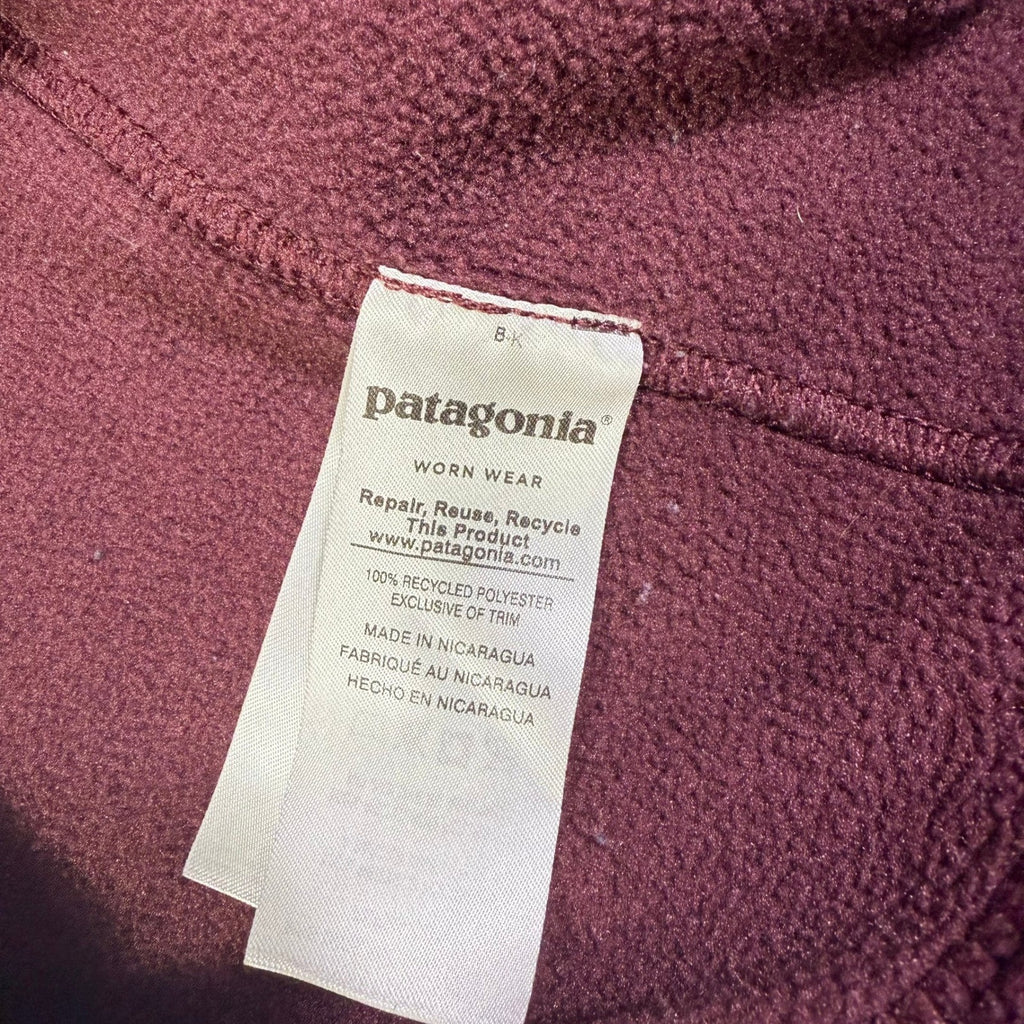 B·K
patagonia®
WORN WEAR
Repair, Reuse, Recycle
This Product
www.patagonia.com
100% RECYCLED POLYESTER
EXCLUSIVE OF TRIM
MADE IN NICARAGUA
FABRIQUÉ AU NICARAGUA
HECHO EN NICARAGUA